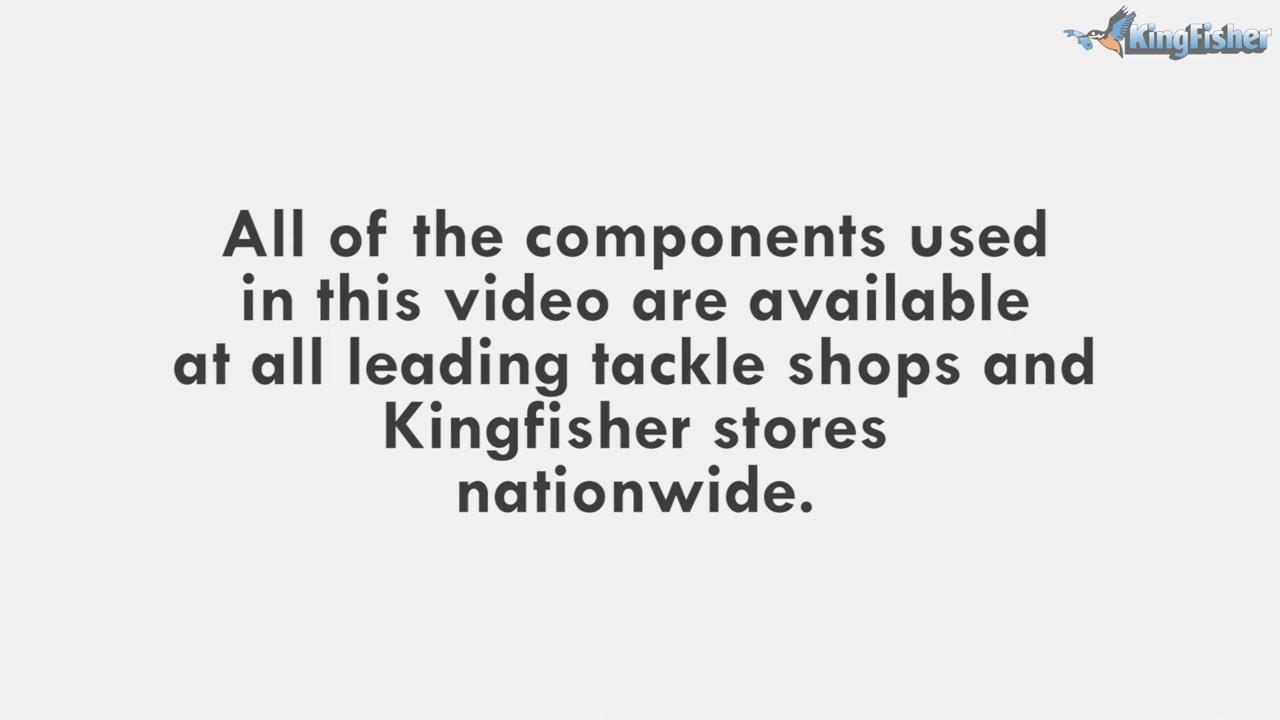 KingFisher
All of the components used
in this video are available
at all leading tackle shops and
Kingfisher stores
nationwide.